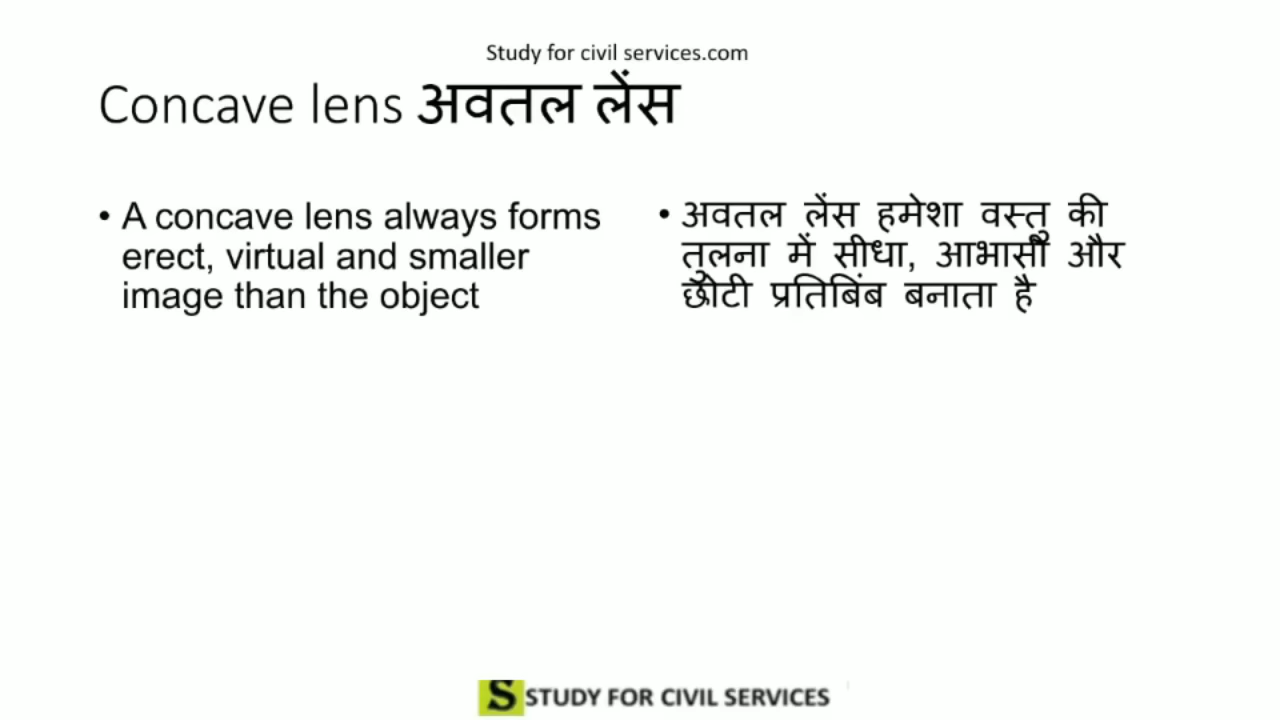 Study for civil services.com
Concave lens अवतल लेंस
• A concave lens always forms
erect, virtual and smaller
image than the object
• अवतल लेंस हमेशा वस्तु की
तुलना में सीधा, आभासी और
छोटी प्रतिबिंब बनाता है
S STUDY FOR CIVIL SERVICES